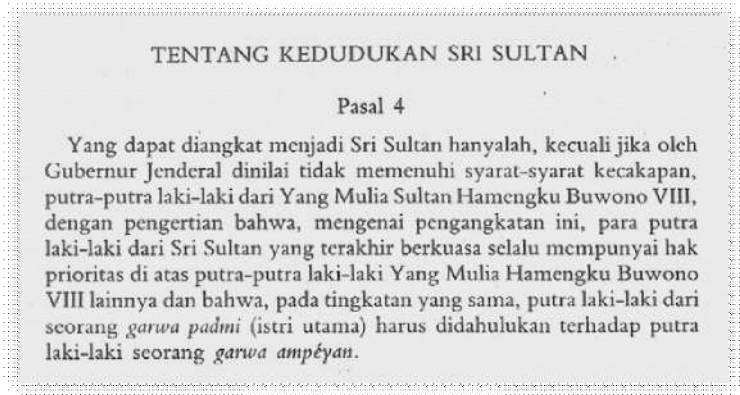 TENTANG KEDUDUKAN SRI SULTAN
Pasal 4
Yang dapat diangkat menjadi Sri Sultan hanyalah, kecuali jika oleh
Gubernur Jenderal dinilai tidak memenuhi syarat-syarat kecakapan,
putra-putra laki-laki dari Yang Mulia Sultan Hamengku Buwono VIII,
dengan pengertian bahwa, mengenai pengangkatan ini, para putra
laki-laki dari Sri Sultan yang terakhir berkuasa selalu mempunyai hak
prioritas di atas putra-putra laki-laki Yang Mulia Hamengku Buwono
VIII lainnya dan bahwa, pada tingkatan yang sama, putra laki-laki dari
seorang garwa padmi (istri utama) harus didahulukan terhadap putra
laki-laki seorang garwa ampéyan.